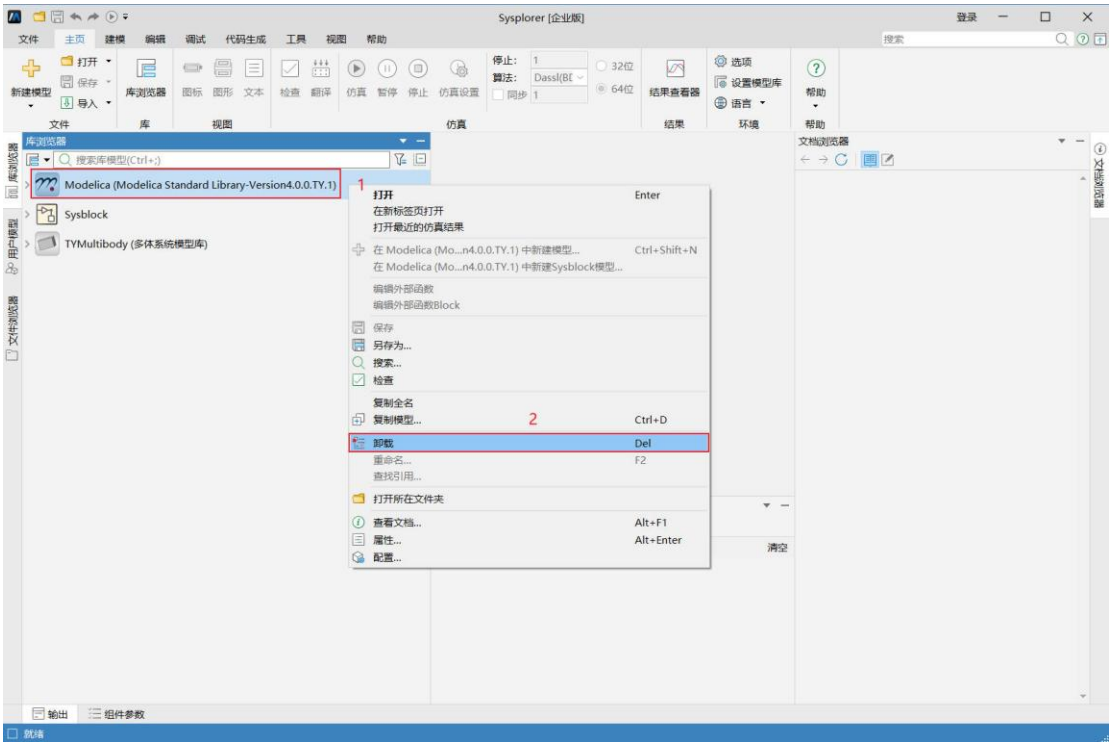 Sysplorer [企业版]
登录
文件 主页 建模 编辑 调试 代码生成 工具 视图 帮助
搜索
新建模型
打开
保存
导入
文件
库浏览器
库
图标 图形 文本
视图
检查 翻译 仿真 暂停 停止 仿真设置
停止: 1
算法: Dassl(BI
同步 1
32位
64位
仿真
结果查看器
结果
选项
设置模型库
语言
环境
帮助
帮助
库浏览器
用户模型
文件浏览器
库浏览器
搜索库模型(Ctrl+;)
Modelica (Modelica Standard Library-Version4.0.0.TY.1)
1
Sysblock
TYMultibody (多体系统模型库)
打开 Enter
在新标签页打开
打开最近的仿真结果
在 Modelica (Mo...n4.0.0.TY.1) 中新建模型... Ctrl+Shift+N
在 Modelica (Mo...n4.0.0.TY.1) 中新建Sysblock模型...
编辑外部函数
编辑外部函数Block
保存
另存为...
搜索...
检查
复制全名
复制模型... Ctrl+D
2
卸载 Del
重命名... F2
查找引用...
打开所在文件夹
查看文档... Alt+F1
属性... Alt+Enter
配置...
清空
文档浏览器
文档浏览器
输出 组件参数
就绪